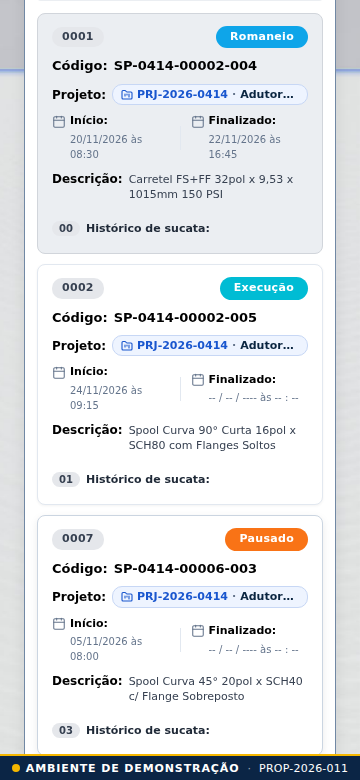 0001 Romaneio
Código: SP-0414-00002-004
Projeto: PRJ-2026-0414 · Adutor...
Início: Finalizado:
20/11/2026 às 22/11/2026 às
08:30 16:45
Descrição: Carretel FS+FF 32pol x 9,53 x
1015mm 150 PSI
00 Histórico de sucata:
0002 Execução
Código: SP-0414-00002-005
Projeto: PRJ-2026-0414 · Adutor...
Início: Finalizado:
24/11/2026 às -- / -- / ---- às -- : --
09:15
Descrição: Spool Curva 90° Curta 16pol x
SCH80 com Flanges Soltos
01 Histórico de sucata:
0007 Pausado
Código: SP-0414-00006-003
Projeto: PRJ-2026-0414 · Adutor...
Início: Finalizado:
05/11/2026 às -- / -- / ---- às -- : --
08:00
Descrição: Spool Curva 45° 20pol x SCH40
c/ Flange Sobreposto
03 Histórico de sucata:
AMBIENTE DE DEMONSTRAÇÃO · PROP-2026-011